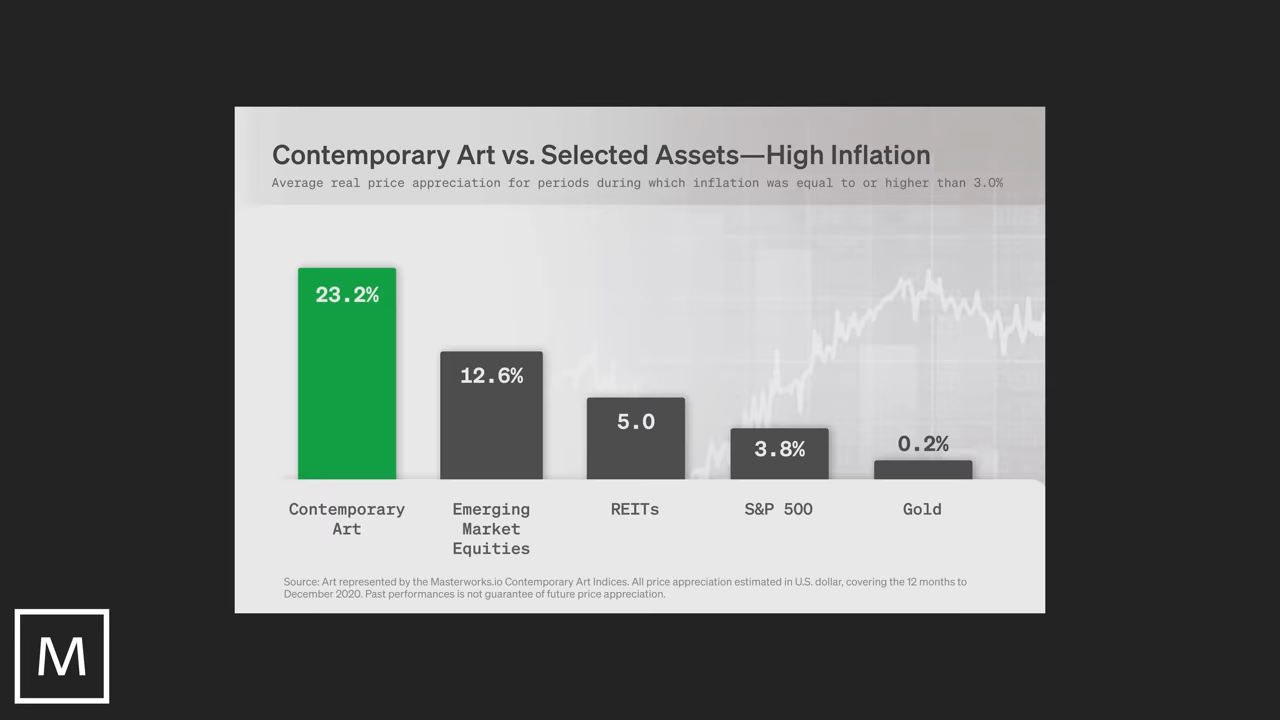 Contemporary Art vs. Selected Assets—High Inflation
Average real price appreciation for periods during which inflation was equal to or higher than 3.0%
23.2%
12.6%
5.0
3.8%
0.2%
Contemporary
Art
Emerging
Market
Equities
REITs
S&P 500
Gold
Source: Art represented by the Masterworks.io Contemporary Art Indices. All price appreciation estimated in U.S. dollar, covering the 12 months to
December 2020. Past performances is not guarantee of future price appreciation.
M